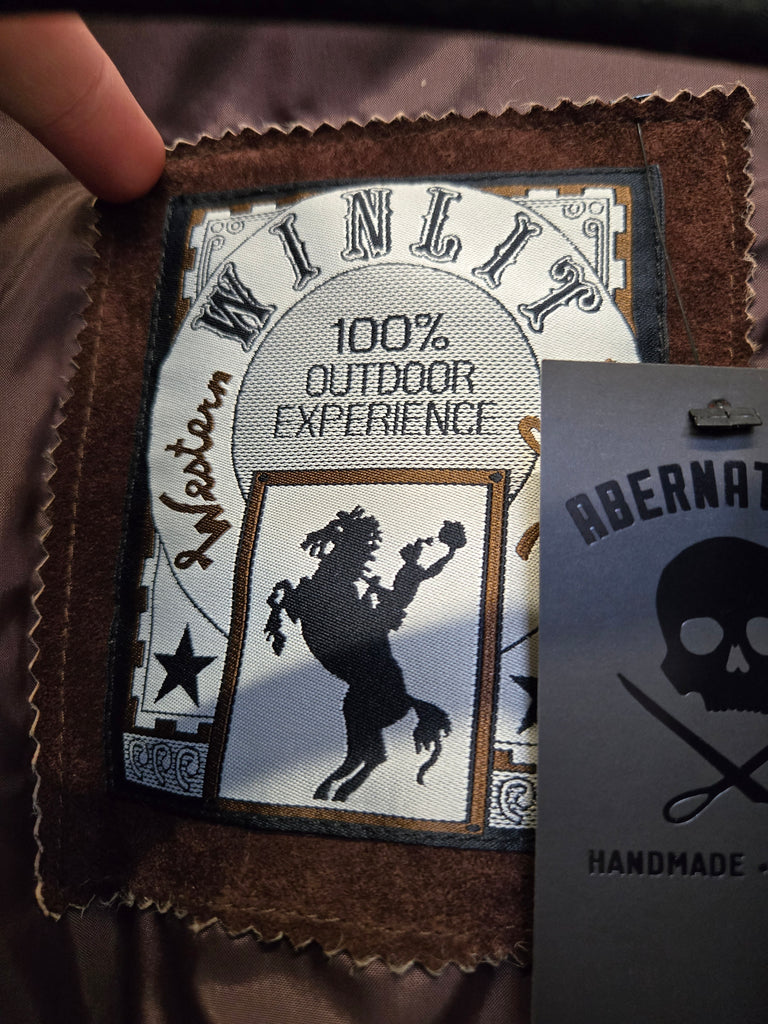 WINLIT
100%
OUTDOOR
EXPERIENCE
Western
ABERNAT
HANDMADE